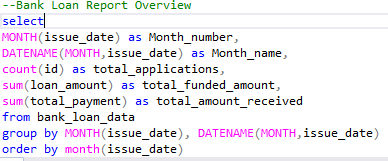 --Bank Loan Report Overview
select
MONTH(issue_date) as Month_number,
DATENAME(MONTH,issue_date) as Month_name,
count(id) as total_applications,
sum(loan_amount) as total_funded_amount,
sum(total_payment) as total_amount_received
from bank_loan_data
group by MONTH(issue_date), DATENAME(MONTH,issue_date)
order by month(issue_date)